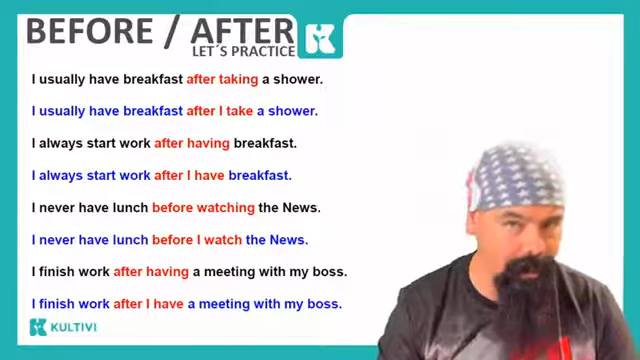 BEFORE / AFTER
LET´S PRACTICE
I usually have breakfast after taking a shower.
I usually have breakfast after I take a shower.
I always start work after having breakfast.
I always start work after I have breakfast.
I never have lunch before watching the News.
I never have lunch before I watch the News.
I finish work after having a meeting with my boss.
I finish work after I have a meeting with my boss.
KULTIVI